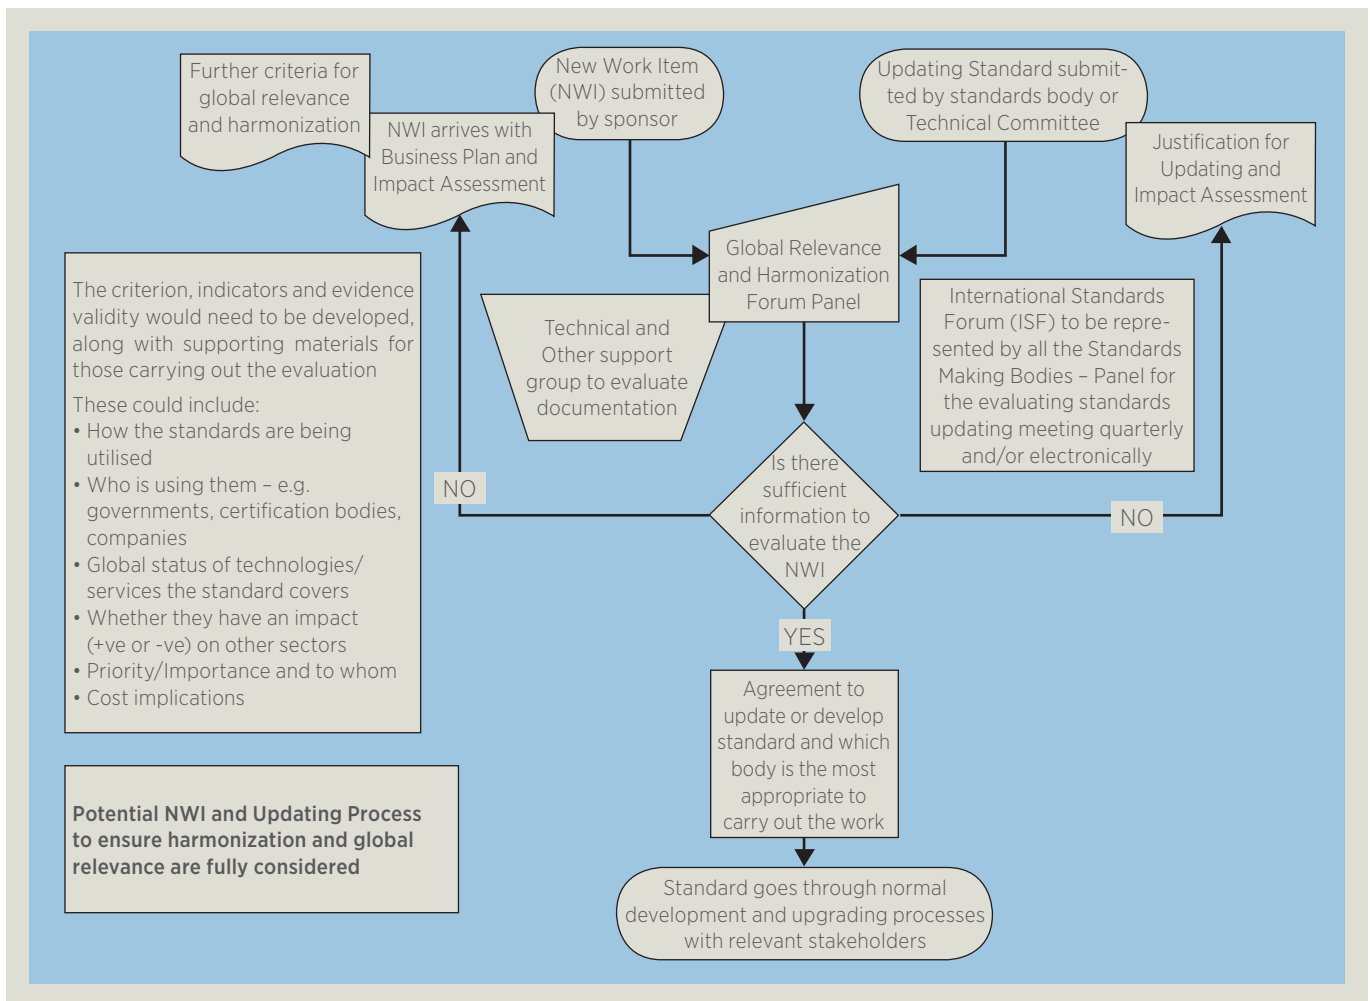 Further criteria for
global relevance
and harmonization
NWI arrives with
Business Plan and
Impact Assessment
New Work Item
(NWI) submitted
by sponsor
Updating Standard submit-
ted by standards body or
Technical Committee
Justification for
Updating and
Impact Assessment
Global Relevance
and Harmonization
Forum Panel
Technical and
Other support
group to evaluate
documentation
International Standards
Forum (ISF) to be repre-
sented by all the Standards
Making Bodies – Panel for
the evaluating standards
updating meeting quarterly
and/or electronically
The criterion, indicators and evidence
validity would need to be developed,
along with supporting materials for
those carrying out the evaluation
These could include:
• How the standards are being
utilised
• Who is using them – e.g.
governments, certification bodies,
companies
• Global status of technologies/
services the standard covers
• Whether they have an impact
(+ve or -ve) on other sectors
• Priority/Importance and to whom
• Cost implications
NO
Is there
sufficient
information to
evaluate the
NWI
NO
YES
Agreement to
update or develop
standard and which
body is the most
appropriate to
carry out the work
Potential NWI and Updating Process
to ensure harmonization and global
relevance are fully considered
Standard goes through normal
development and upgrading processes
with relevant stakeholders